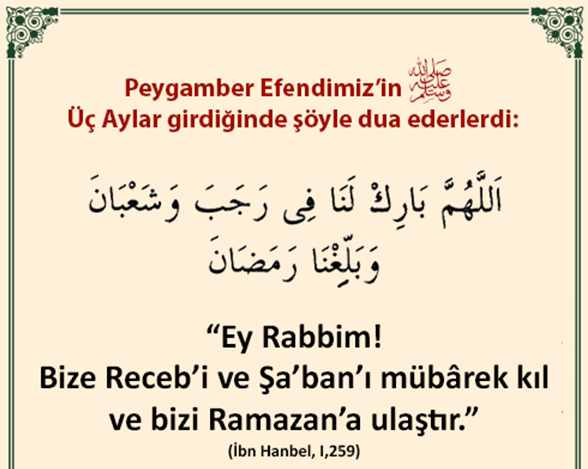 Peygamber Efendimiz’in ﷺ
Üç Aylar girdiğinde şöyle dua ederlerdi:
اَللَّهُمَّ بَارِكْ لَنَا فِى رَجَبَ وَشَعْبَانَ
وَبَلِّغْنَا رَمَضَانَ
“Ey Rabbim!
Bize Receb’i ve Şa’ban’ı mübârek kıl
ve bizi Ramazan’a ulaştır.”
(İbn Hanbel, I,259)